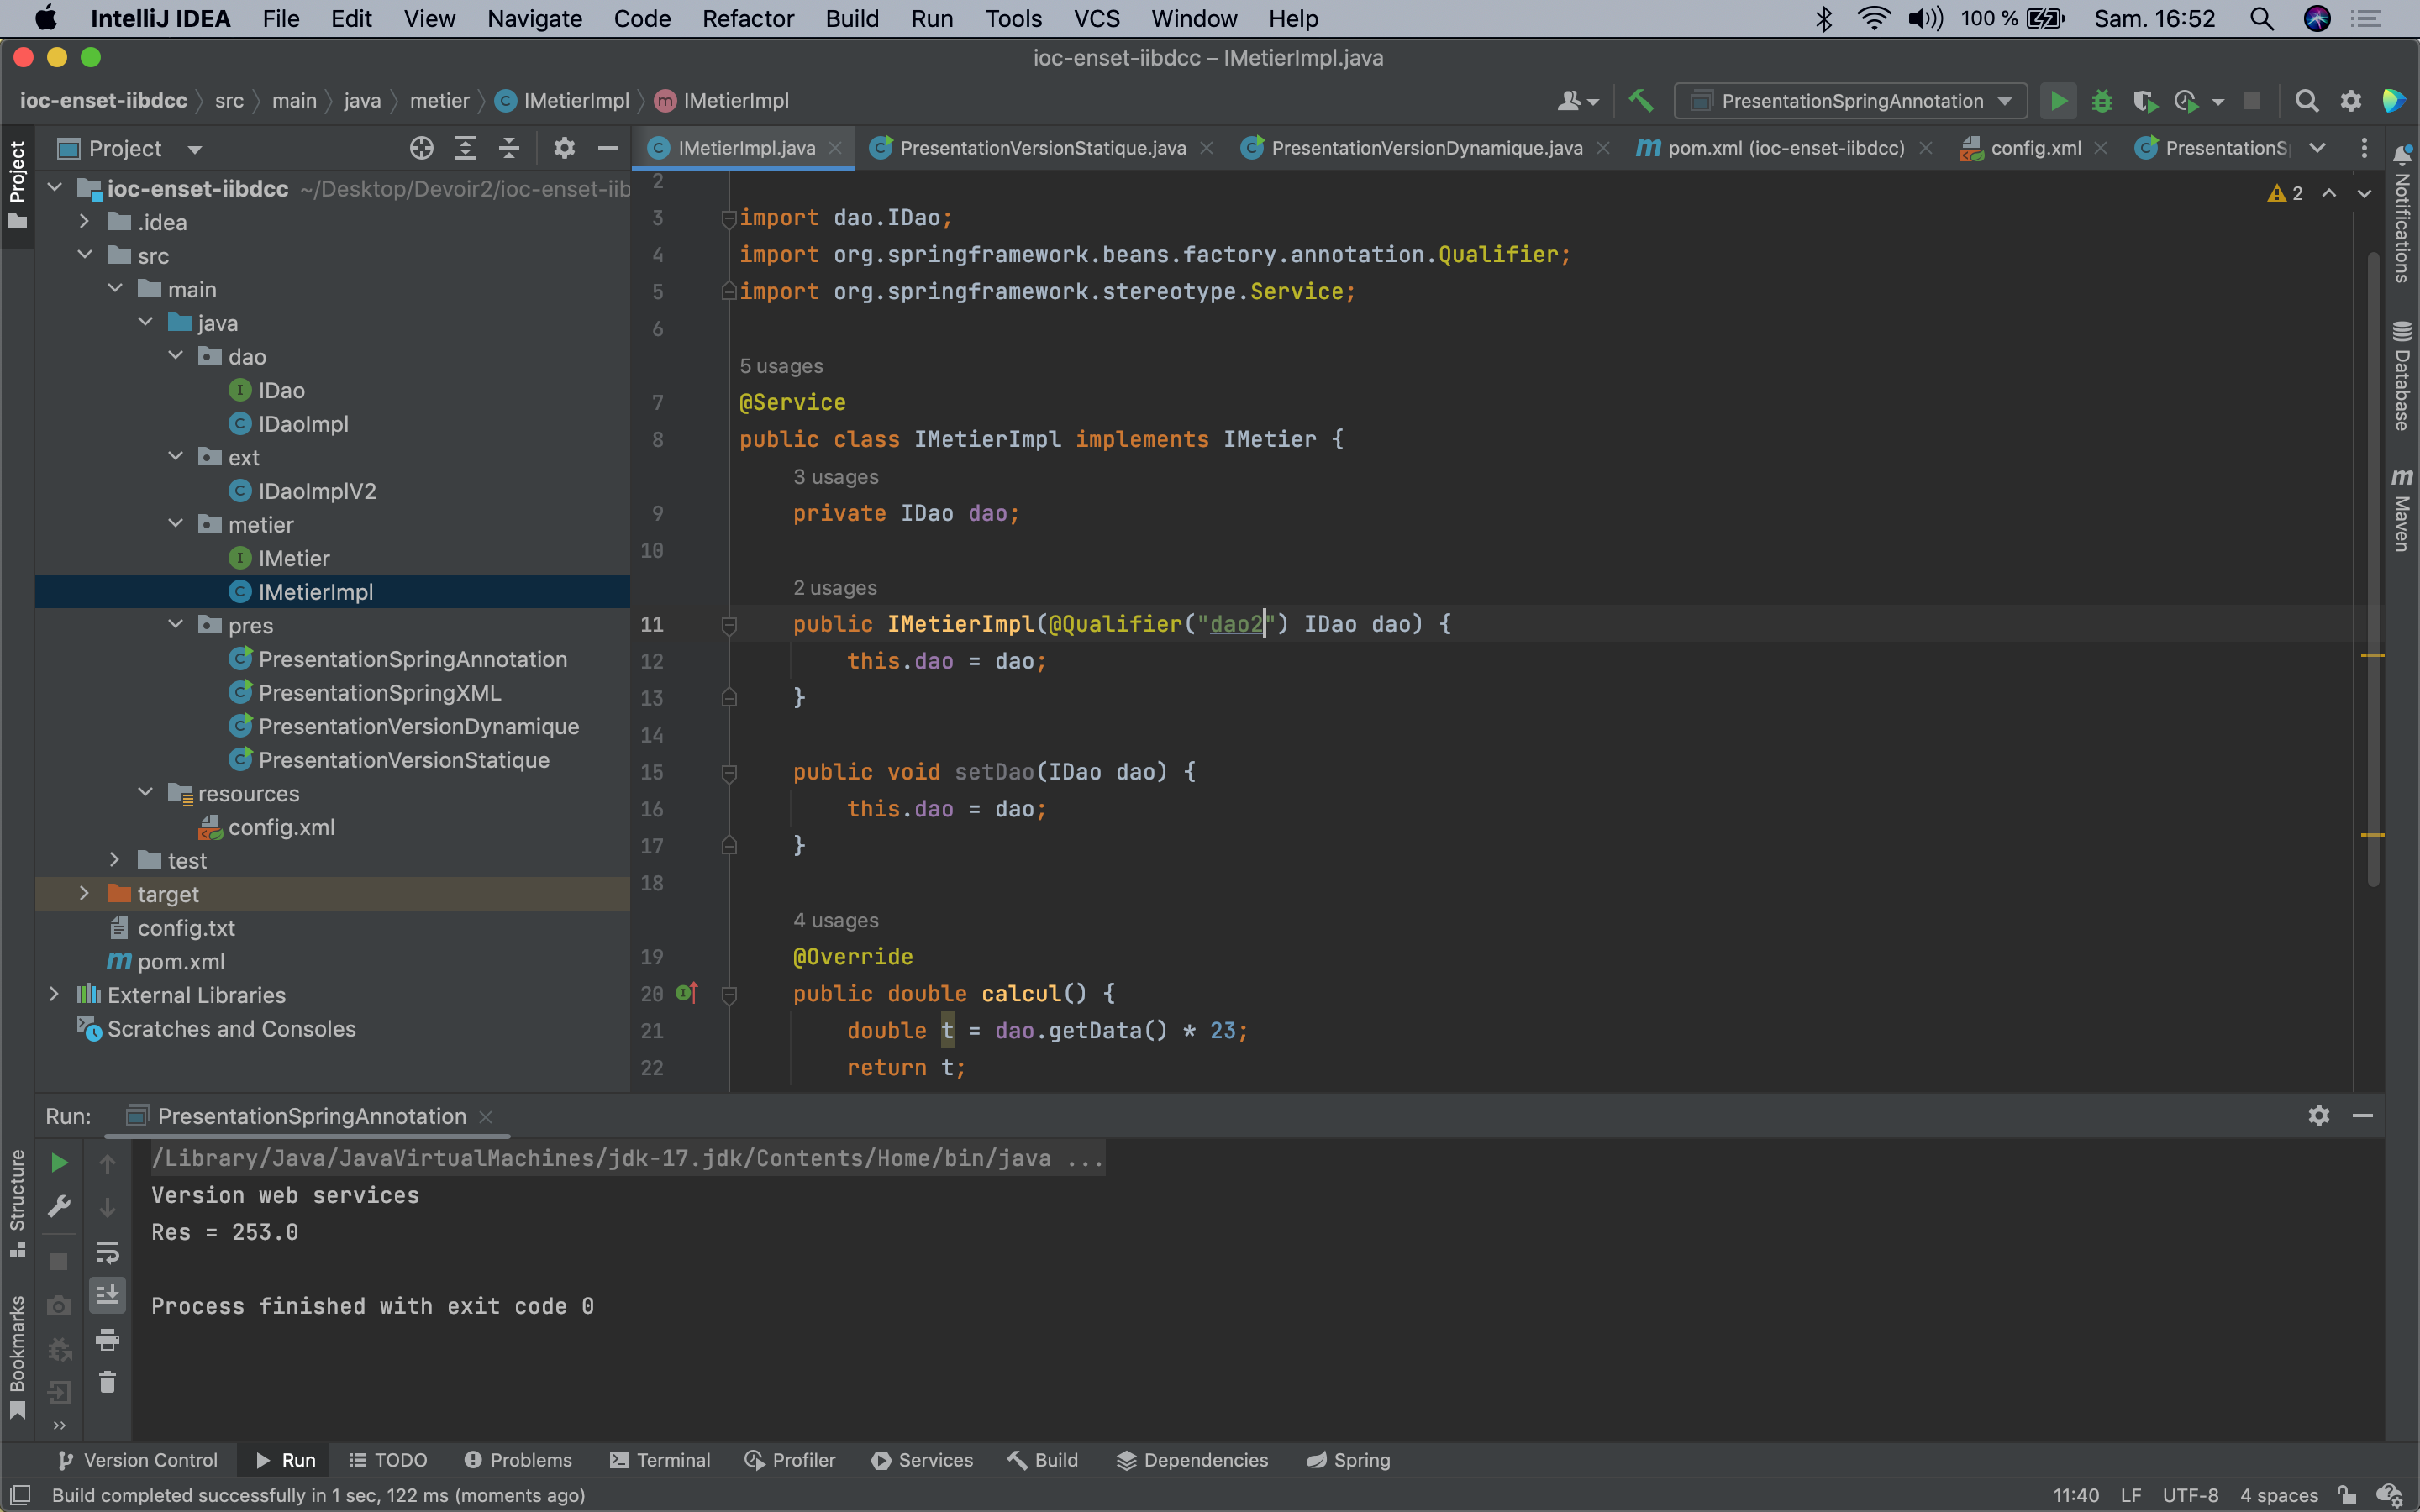 IntelliJ IDEA File Edit View Navigate Code Refactor Build Run Tools VCS Window Help 100 % Sam. 16:52
ioc-enset-iibdcc – IMetierImpl.java
ioc-enset-iibdcc src main java metier IMetierImpl IMetierImpl
PresentationSpringAnnotation
Project
Project
IMetierImpl.java PresentationVersionStatique.java PresentationVersionDynamique.java pom.xml (ioc-enset-iibdcc) config.xml PresentationS
ioc-enset-iibdcc ~/Desktop/Devoir2/ioc-enset-iib
.idea
src
main
java
dao
IDao
IDaoImpl
ext
IDaoImplV2
metier
IMetier
IMetierImpl
pres
PresentationSpringAnnotation
PresentationSpringXML
PresentationVersionDynamique
PresentationVersionStatique
resources
config.xml
test
target
config.txt
pom.xml
External Libraries
Scratches and Consoles
2
2
3 import dao.IDao;
4 import org.springframework.beans.factory.annotation.Qualifier;
5 import org.springframework.stereotype.Service;
6
5 usages
7 @Service
8 public class IMetierImpl implements IMetier {
3 usages
9 private IDao dao;
10
2 usages
11 public IMetierImpl(@Qualifier("dao2") IDao dao) {
12 this.dao = dao;
13 }
14
15 public void setDao(IDao dao) {
16 this.dao = dao;
17 }
18
4 usages
19 @Override
20 public double calcul() {
21 double t = dao.getData() * 23;
22 return t;
Notifications
Database
Maven
Run: PresentationSpringAnnotation
/Library/Java/JavaVirtualMachines/jdk-17.jdk/Contents/Home/bin/java ...
Version web services
Res = 253.0
Process finished with exit code 0
Structure
Bookmarks
Version Control Run TODO Problems Terminal Profiler Services Build Dependencies Spring
Build completed successfully in 1 sec, 122 ms (moments ago) 11:40 LF UTF-8 4 spaces